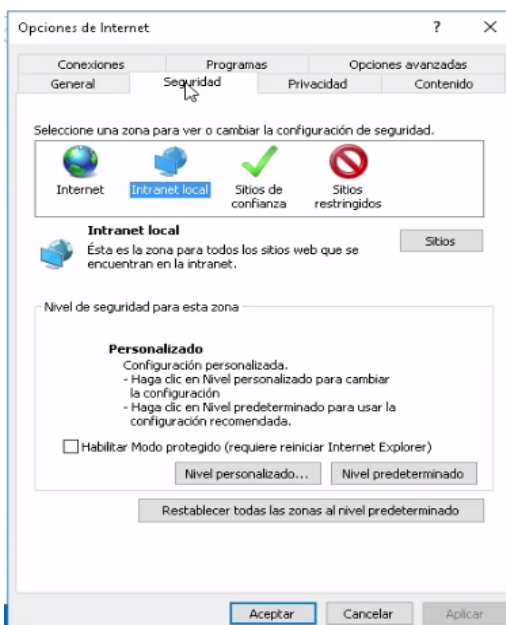 Opciones de Internet ? ✕
Conexiones Programas Opciones avanzadas
General Seguridad Privacidad Contenido
Seleccione una zona para ver o cambiar la configuración de seguridad.
Internet Intranet local Sitios de confianza Sitios restringidos
Intranet local
Ésta es la zona para todos los sitios web que se
encuentran en la intranet.
Sitios
Nivel de seguridad para esta zona
Personalizado
Configuración personalizada.
- Haga clic en Nivel personalizado para cambiar
la configuración
- Haga clic en Nivel predeterminado para usar la
configuración recomendada.
Habilitar Modo protegido (requiere reiniciar Internet Explorer)
Nivel personalizado... Nivel predeterminado
Restablecer todas las zonas al nivel predeterminado
Aceptar Cancelar Aplicar